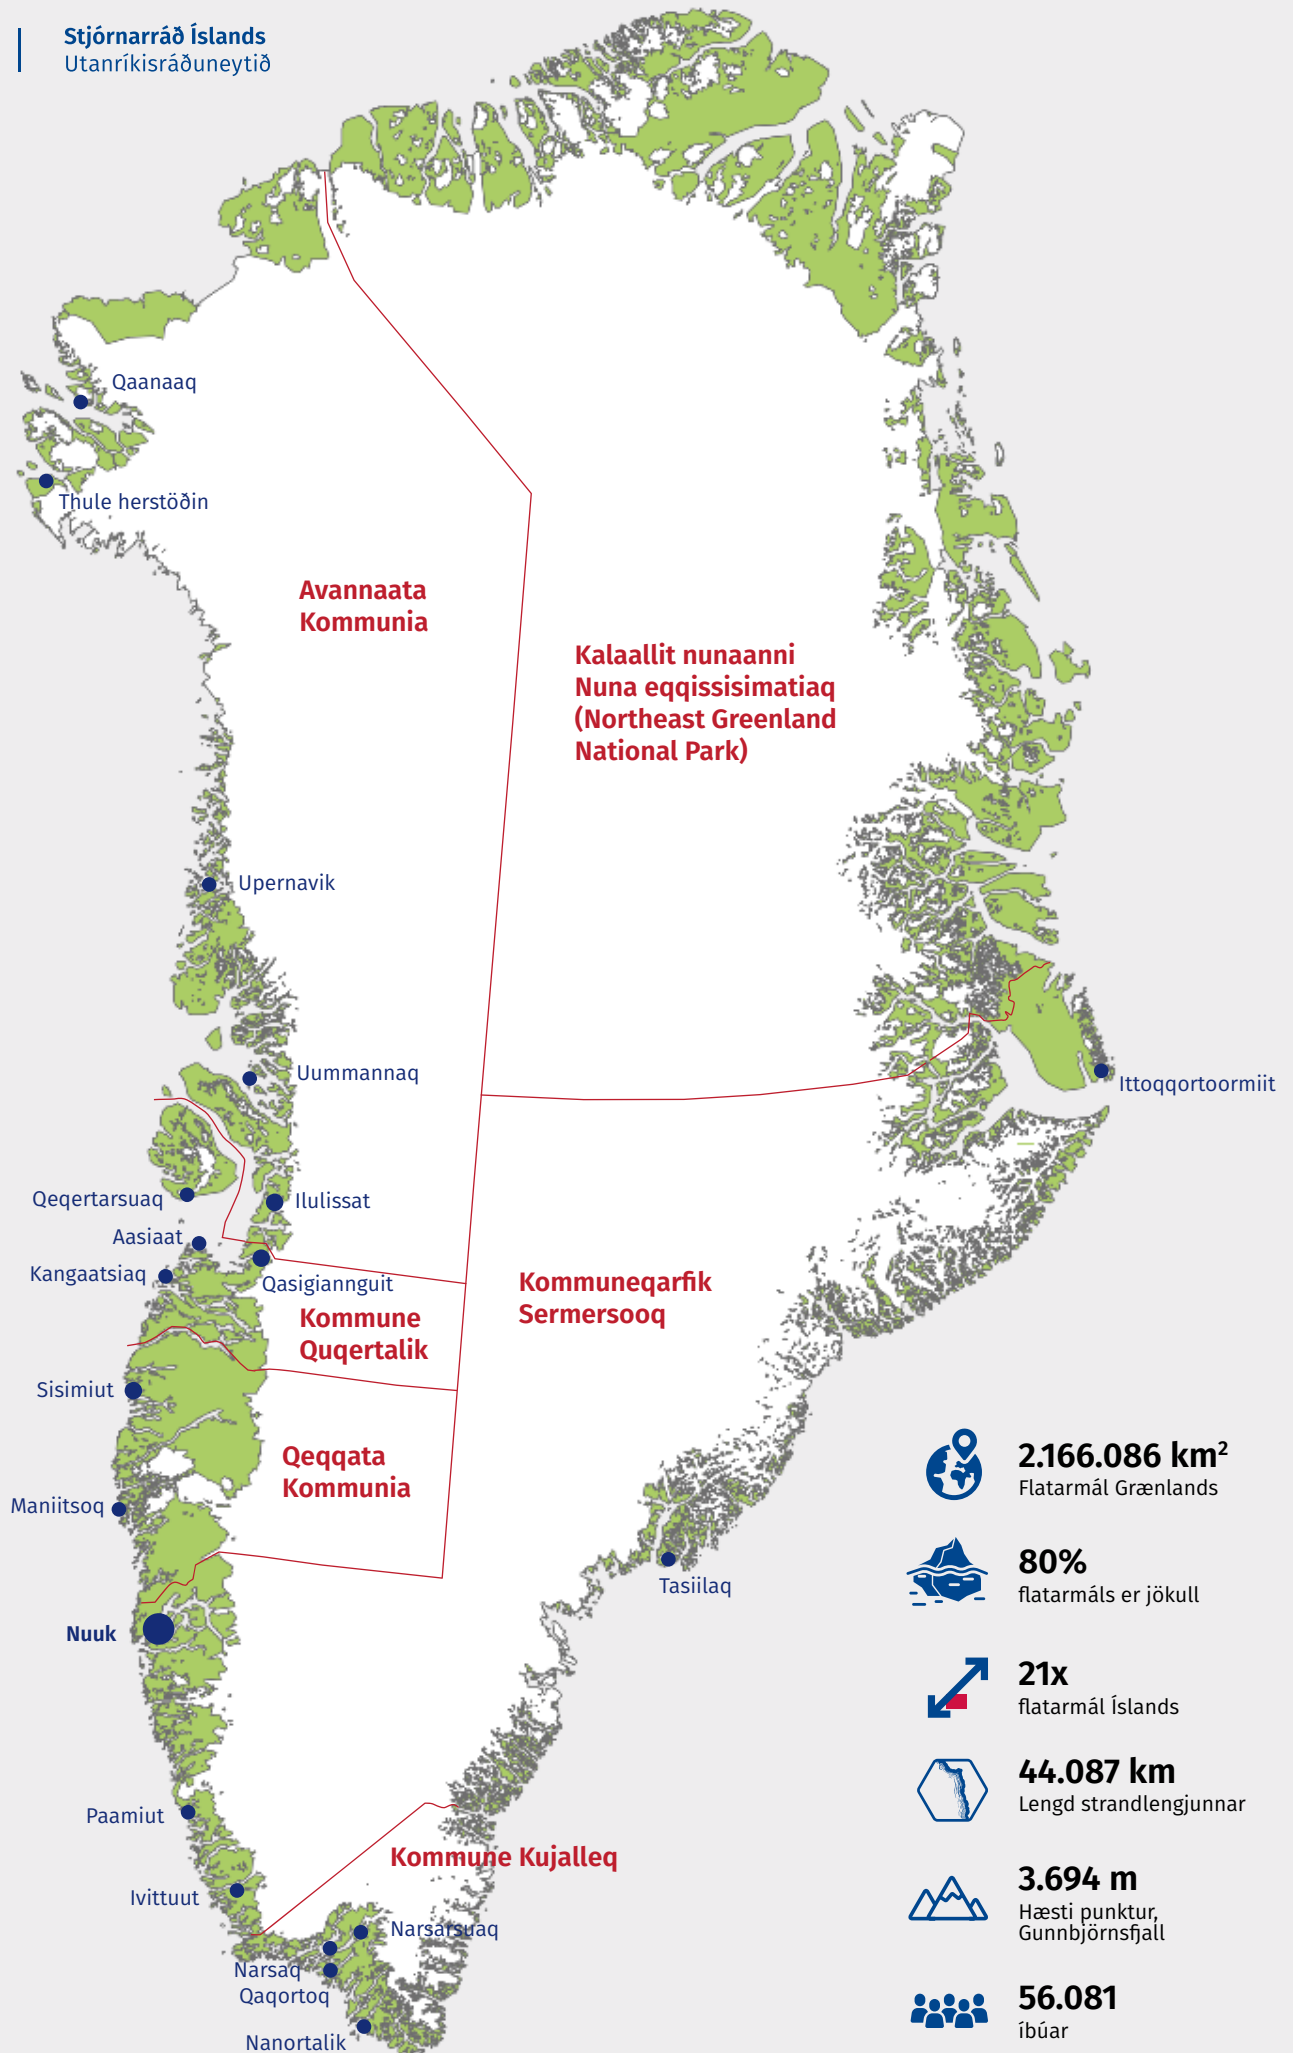 Stjórnarráð Íslands
Utanríkisráðuneytið
Qaanaaq
Thule herstöðin
Avannaata
Kommunia
Kalaallit nunaanni
Nuna eqqissisimatiaq
(Northeast Greenland
National Park)
Upernavik
Uummannaq
Ittoqqortoormiit
Qeqertarsuaq
Ilulissat
Aasiaat
Kangaatsiaq
Qasigiannguit
Kommuneqarfik
Sermersooq
Kommune
Quqertalik
Sisimiut
Qeqqata
Kommunia
Maniitsoq
Tasiilaq
Nuuk
Paamiut
Kommune Kujalleq
Ivittuut
Narsarsuaq
Narsaq
Qaqortoq
Nanortalik
2.166.086 km²
Flatarmál Grænlands
80%
flatarmáls er jökull
21x
flatarmál Íslands
44.087 km
Lengd strandlengjunnar
3.694 m
Hæsti punktur,
Gunnbjörnsfjall
56.081
íbúar